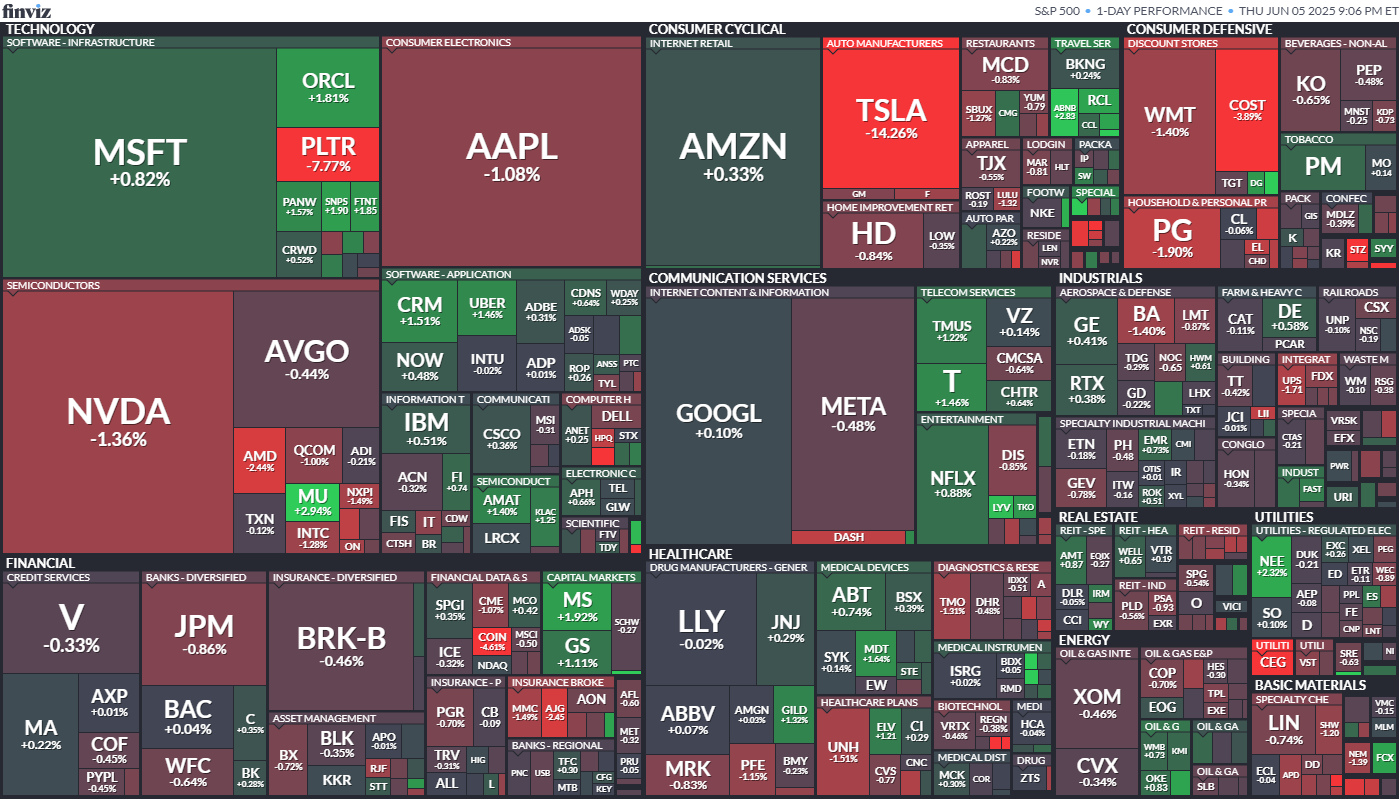 finviz
S&P 500 • 1-DAY PERFORMANCE • THU JUN 05 2025 9:06 PM ET
TECHNOLOGY
SOFTWARE - INFRASTRUCTURE
MSFT
+0.82%
ORCL
+1.81%
PLTR
-7.77%
PANW
+1.57%
SNPS
+1.90
FTNT
+1.85
CRWD
+0.52%
CONSUMER ELECTRONICS
AAPL
-1.08%
SEMICONDUCTORS
NVDA
-1.36%
AVGO
-0.44%
AMD
-2.44%
QCOM
-1.00%
ADI
-0.21%
MU
+2.94%
NXPI
-1.49%
TXN
-0.12%
INTC
-1.28%
ON
SOFTWARE - APPLICATION
CRM
+1.51%
UBER
+1.46%
ADBE
+0.31%
CDNS
+0.64%
WDAY
+0.25%
NOW
+0.48%
INTU
-0.02%
ADP
+0.01%
ADSK
-0.05
ROP
+0.26
ANSS
PTC
TYL
INFORMATION T
IBM
+0.51%
ACN
-0.32%
FI
+0.74
FIS
IT
CDW
CTSH
BR
COMMUNICATI
CSCO
+0.36%
MSI
-0.31
COMPUTER H
ANET
+0.25
DELL
HPQ
STX
SEMICONDUCT
AMAT
+1.40%
KLAC
+1.25
LRCX
ELECTRONIC C
APH
+0.66%
TEL
GLW
SCIENTIFIC
FTV
TDY
CONSUMER CYCLICAL
INTERNET RETAIL
AMZN
+0.33%
AUTO MANUFACTURERS
TSLA
-14.26%
GM
F
HOME IMPROVEMENT RET
HD
-0.84%
LOW
-0.35%
RESTAURANTS
MCD
-0.83%
SBUX
-1.27%
CMG
YUM
-0.79
TRAVEL SER
BKNG
+0.24%
ABNB
+2.83
RCL
CCL
APPAREL
TJX
-0.55%
ROST
-0.19
LULU
-1.32
LODGIN
MAR
-0.81
HLT
PACKA
IP
SW
FOOTW
NKE
SPECIAL
AUTO PAR
AZO
+0.22%
RESIDE
LEN
NVR
CONSUMER DEFENSIVE
DISCOUNT STORES
WMT
-1.40%
COST
-3.89%
TGT
DG
BEVERAGES - NON-AL
KO
-0.65%
PEP
-0.48%
MNST
-0.25
KDP
-0.73
TOBACCO
PM
MO
+0.14
HOUSEHOLD & PERSONAL PR
PG
-1.90%
CL
-0.06%
EL
CHD
PACK
GIS
K
CONFEC
MDLZ
-0.39%
KR
STZ
SYY
COMMUNICATION SERVICES
INTERNET CONTENT & INFORMATION
GOOGL
+0.10%
META
-0.48%
DASH
TELECOM SERVICES
TMUS
+1.22%
VZ
+0.14%
T
+1.46%
CMCSA
-0.64%
CHTR
+0.64%
ENTERTAINMENT
NFLX
+0.88%
DIS
-0.85%
LYV
TKO
INDUSTRIALS
AEROSPACE & DEFENSE
GE
+0.41%
BA
-1.40%
LMT
-0.87%
RTX
+0.38%
TDG
-0.29%
NOC
-0.65
HWM
+0.61
GD
-0.22%
LHX
TXT
FARM & HEAVY C
CAT
-0.11%
DE
+0.58%
PCAR
RAILROADS
UNP
-0.10%
CSX
NSC
-0.19
BUILDING
TT
-0.42%
JCI
-0.01%
LII
INTEGRAT
UPS
-1.71
FDX
WASTE M
WM
-0.10
RSG
-0.38
SPECIALTY INDUSTRIAL MACHI
ETN
-0.18%
PH
-0.48
EMR
+0.73%
CMI
GEV
-0.78%
ITW
-0.16
OTIS
+0.01
IR
ROK
+0.51
XYL
SPECIA
CTAS
-0.21
VRSK
EFX
CONGLO
HON
-0.34%
INDUST
FAST
PWR
URI
FINANCIAL
CREDIT SERVICES
V
-0.33%
MA
+0.22%
AXP
+0.01%
COF
-0.45%
PYPL
-0.45%
BANKS - DIVERSIFIED
JPM
-0.86%
BAC
+0.04%
C
+0.35%
WFC
-0.64%
BK
+0.28%
INSURANCE - DIVERSIFIED
BRK-B
-0.46%
ASSET MANAGEMENT
BX
-0.72%
BLK
-0.35%
APO
-0.01%
KKR
RJF
STT
FINANCIAL DATA & S
SPGI
+0.35%
CME
-1.07%
MCO
+0.42
ICE
-0.32%
COIN
-4.61%
MSCI
-0.50
NDAQ
CAPITAL MARKETS
MS
+1.92%
GS
+1.11%
SCHW
-0.27
INSURANCE - P
PGR
-0.70%
CB
-0.09
TRV
-0.31%
HIG
ALL
L
INSURANCE BROKE
MMC
-1.49%
AJG
-2.45
AON
AFL
-0.60
MET
-0.32
PRU
-0.05
BANKS - REGIONAL
PNC
USB
TFC
+0.30
MTB
CFG
KEY
HEALTHCARE
DRUG MANUFACTURERS - GENER
LLY
-0.02%
JNJ
+0.29%
ABBV
+0.07%
AMGN
+0.03%
GILD
+1.32%
MRK
-0.83%
PFE
-1.15%
BMY
-0.23%
MEDICAL DEVICES
ABT
+0.74%
BSX
+0.39%
SYK
+0.14%
MDT
+1.64%
STE
EW
HEALTHCARE PLANS
UNH
-1.51%
ELV
+1.21
CI
+0.29
CVS
-0.77
CNC
DIAGNOSTICS & RESE
TMO
-1.31%
DHR
-0.48%
IDXX
-0.51
A
MEDICAL INSTRUMEN
ISRG
+0.02%
BDX
+0.05
RMD
BIOTECHNOL
VRTX
-0.46%
REGN
-0.38%
MEDI
HCA
-0.04%
MEDICAL DIST
MCK
+0.30%
COR
DRUG
ZTS
REAL ESTATE
REIT - SPE
AMT
+0.87
EQIX
-0.27
DLR
-0.05%
IRM
CCI
WY
REIT - HEA
WELL
+0.65
VTR
+0.19
REIT - RESID
REIT - IND
PLD
-0.56%
PSA
-0.93
EXR
SPG
-0.54%
O
VICI
UTILITIES
UTILITIES - REGULATED ELEC
NEE
+2.32%
DUK
-0.21
EXC
+0.26
XEL
PEG
SO
+0.10%
ED
ETR
-0.11
WEC
-0.89
AEP
-0.08
PPL
ES
D
FE
CNP
LNT
UTILITI
CEG
UTILI
VST
SRE
-0.63
NI
ENERGY
OIL & GAS INTE
XOM
-0.46%
CVX
-0.34%
OIL & GAS E&P
COP
-0.70%
HES
-0.30
EOG
TPL
EXE
OIL & G
WMB
+0.73
KMI
OKE
+0.83
OIL & GA
OIL & GA
SLB
BASIC MATERIALS
SPECIALTY CHE
LIN
-0.74%
SHW
-1.20
ECL
-0.04
APD
DD
VMC
-0.15
MLM
NEM
-1.39
FCX